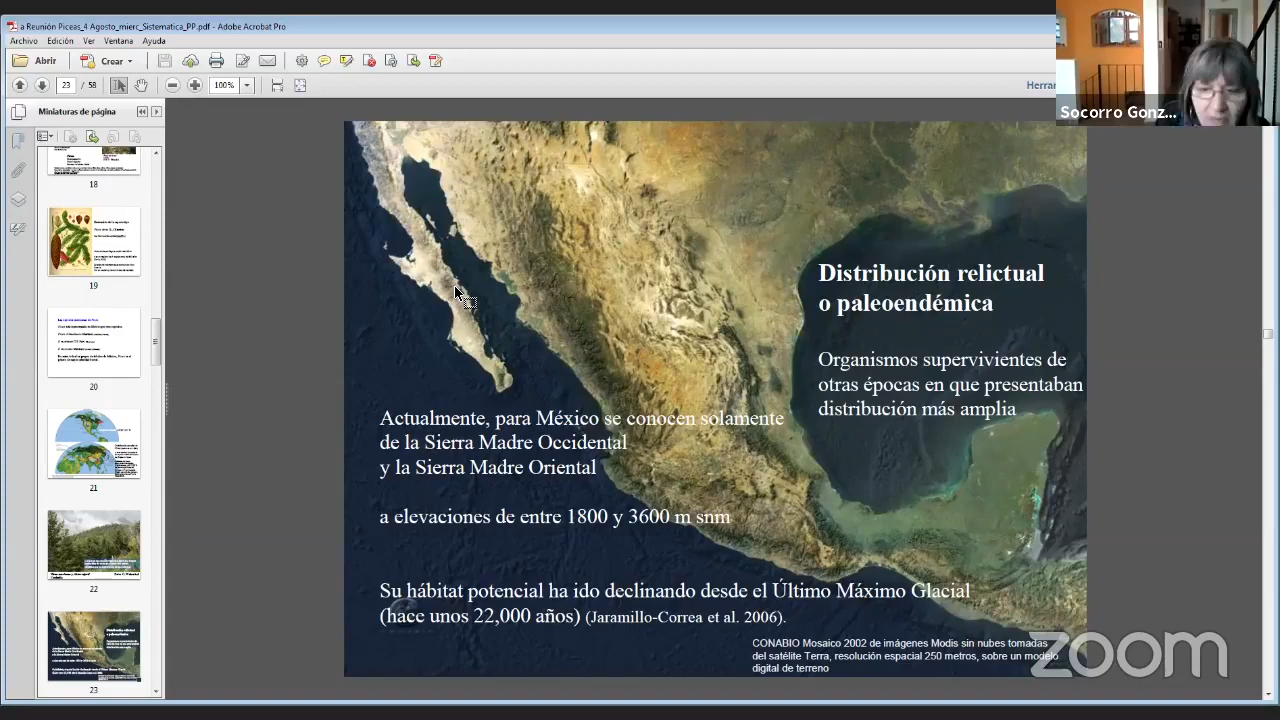 a Reunión Piceas_4 Agosto_mierc_Sistematica_PP.pdf - Adobe Acrobat Pro
Archivo Edición Ver Ventana Ayuda
Abrir Crear
23 / 58 100% Herrar
Miniaturas de página
18
19
20
21
22
23
Socorro Gonz...
Distribución relictual
o paleoendémica
Organismos supervivientes de
otras épocas en que presentaban
distribución más amplia
Actualmente, para México se conocen solamente
de la Sierra Madre Occidental
y la Sierra Madre Oriental
a elevaciones de entre 1800 y 3600 m snm
Su hábitat potencial ha ido declinando desde el Último Máximo Glacial
(hace unos 22,000 años) (Jaramillo-Correa et al. 2006).
CONABIO Mosaico 2002 de imágenes Modis sin nubes tomadas
del satélite Terra, resolución espacial 250 metros, sobre un modelo
digital de terreno
zoom